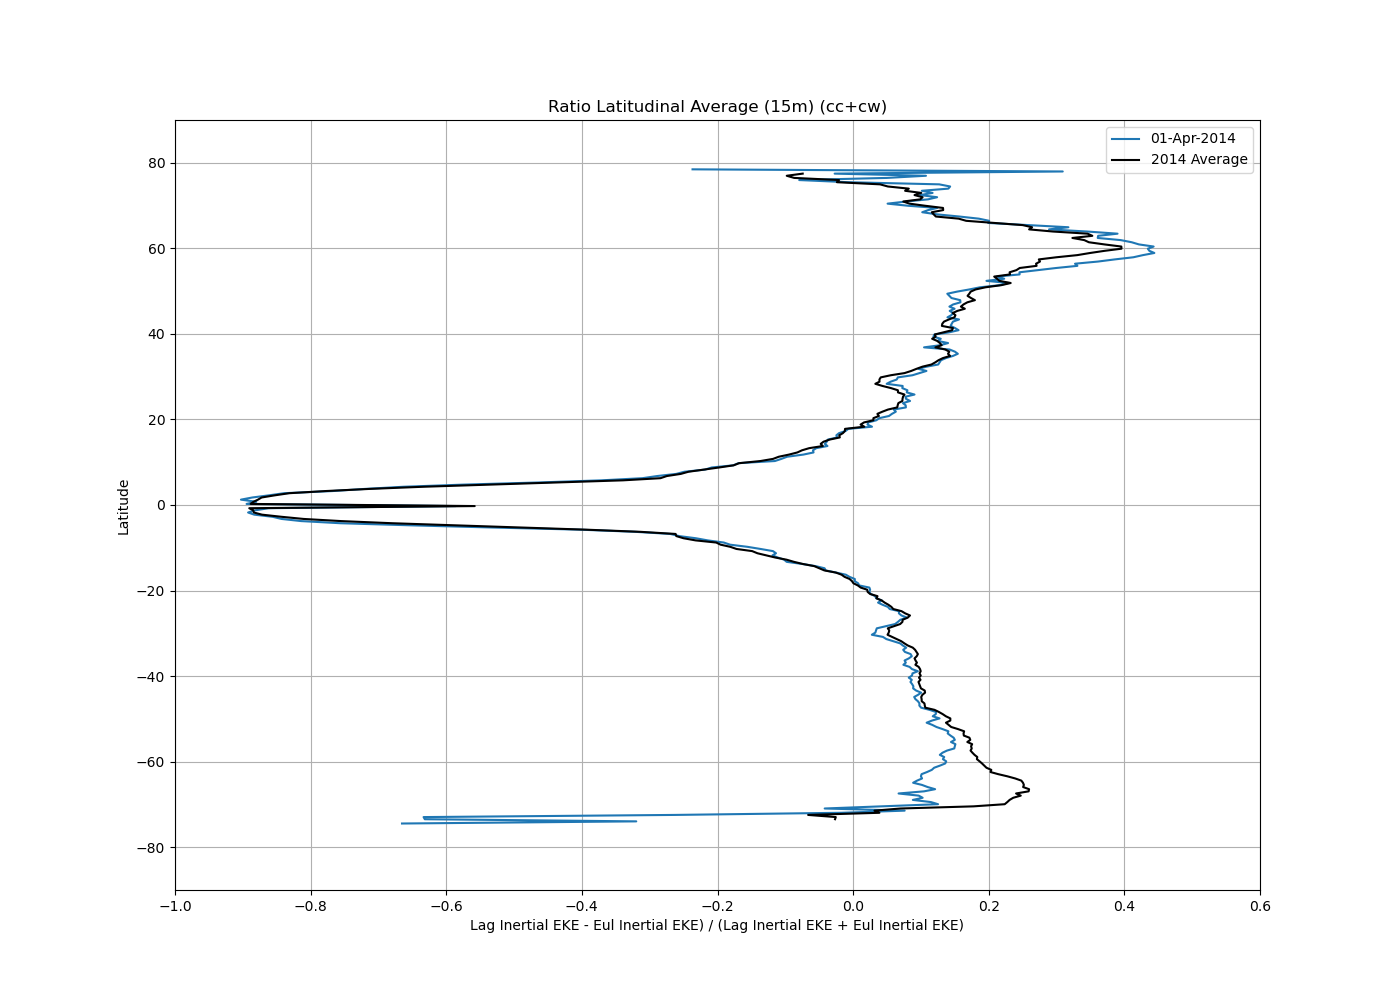 Ratio Latitudinal Average (15m) (cc+cw)
01-Apr-2014
2014 Average
80
60
40
20
0
−20
−40
−60
−80
Latitude
−1.0 −0.8 −0.6 −0.4 −0.2 0.0 0.2 0.4 0.6
Lag Inertial EKE - Eul Inertial EKE) / (Lag Inertial EKE + Eul Inertial EKE)